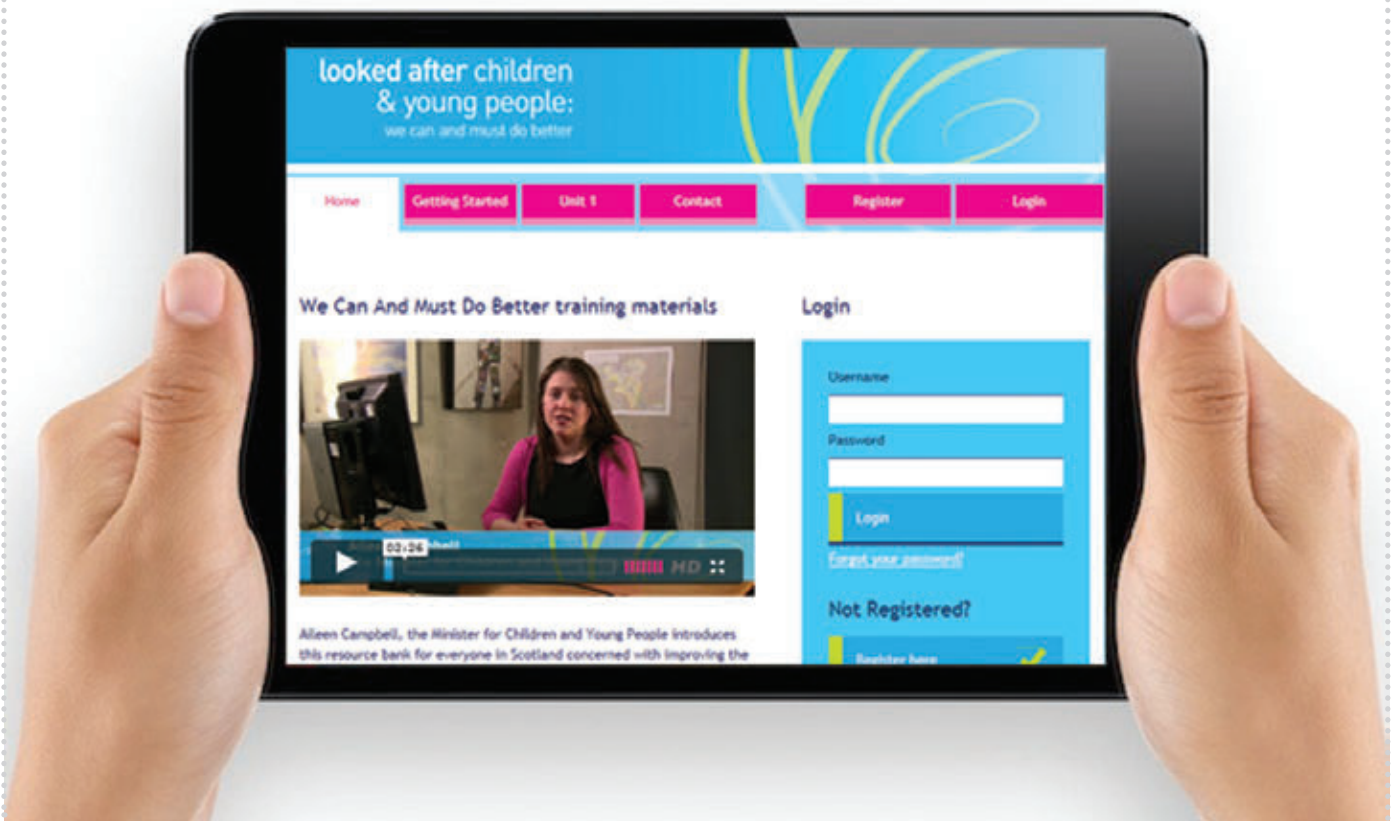 looked after children
& young people:
we can and must do better
Home
Getting Started
Unit 1
Contact
Register
Login
We Can And Must Do Better training materials
Login
Username
Password
Login
Forgot your password?
Not Registered?
Register here
02:26
HD
Aileen Campbell, the Minister for Children and Young People introduces
this resource bank for everyone in Scotland concerned with improving the